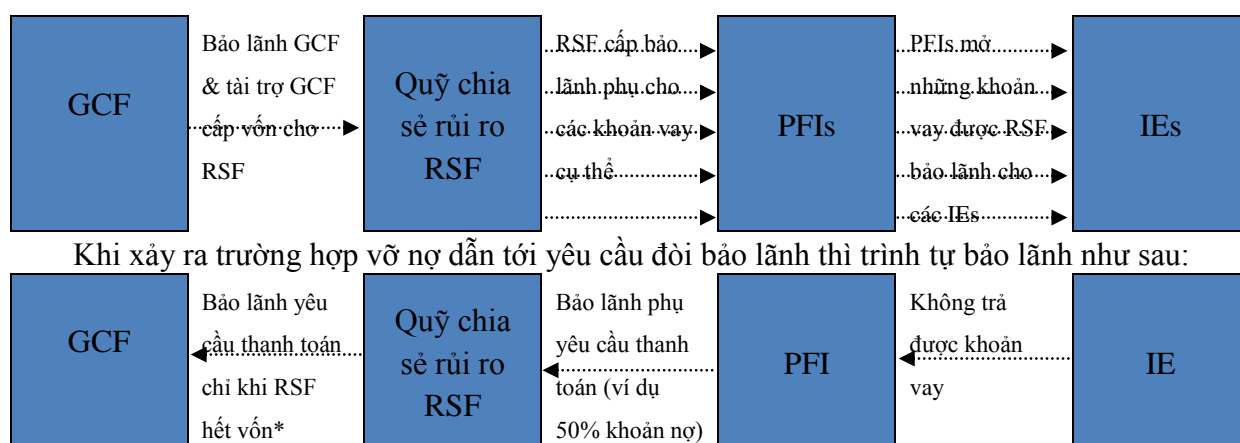 GCF
Bảo lãnh GCF
& tài trợ GCF
cấp vốn cho
RSF
Quỹ chia
sẻ rủi ro
RSF
RSF cấp bảo
lãnh phụ cho
các khoản vay
cụ thể
PFIs
PFIs mở
những khoản
vay được RSF
bảo lãnh cho
các IEs
IEs
Khi xảy ra trường hợp vỡ nợ dẫn tới yêu cầu đòi bảo lãnh thì trình tự bảo lãnh như sau:
GCF
Bảo lãnh yêu
cầu thanh toán
chỉ khi RSF
hết vốn*
Quỹ chia
sẻ rủi ro
RSF
Bảo lãnh phụ
yêu cầu thanh
toán (ví dụ
50% khoản nợ)
PFI
Không trả
được khoản
vay
IE